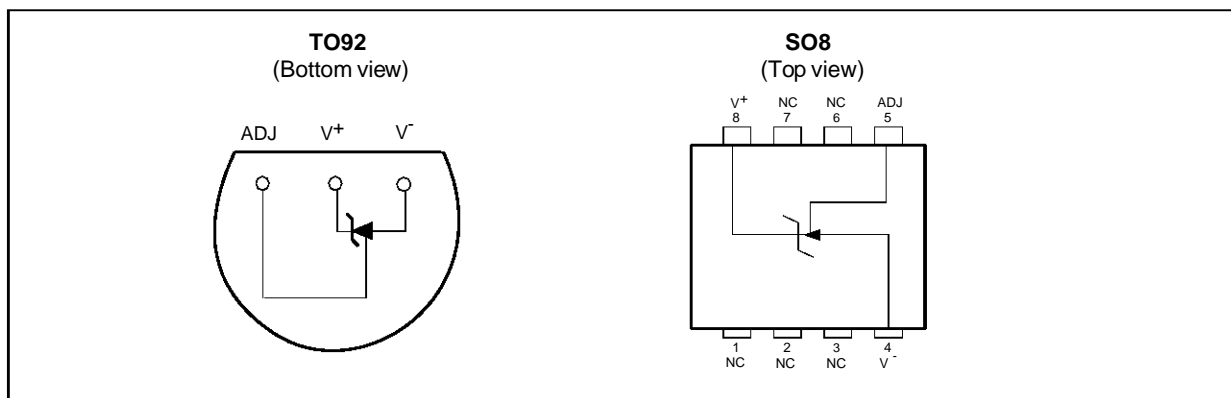 TO92
(Bottom view)
ADJ V+ V-
SO8
(Top view)
V+ NC NC ADJ
8 7 6 5
1 2 3 4
NC NC NC V-